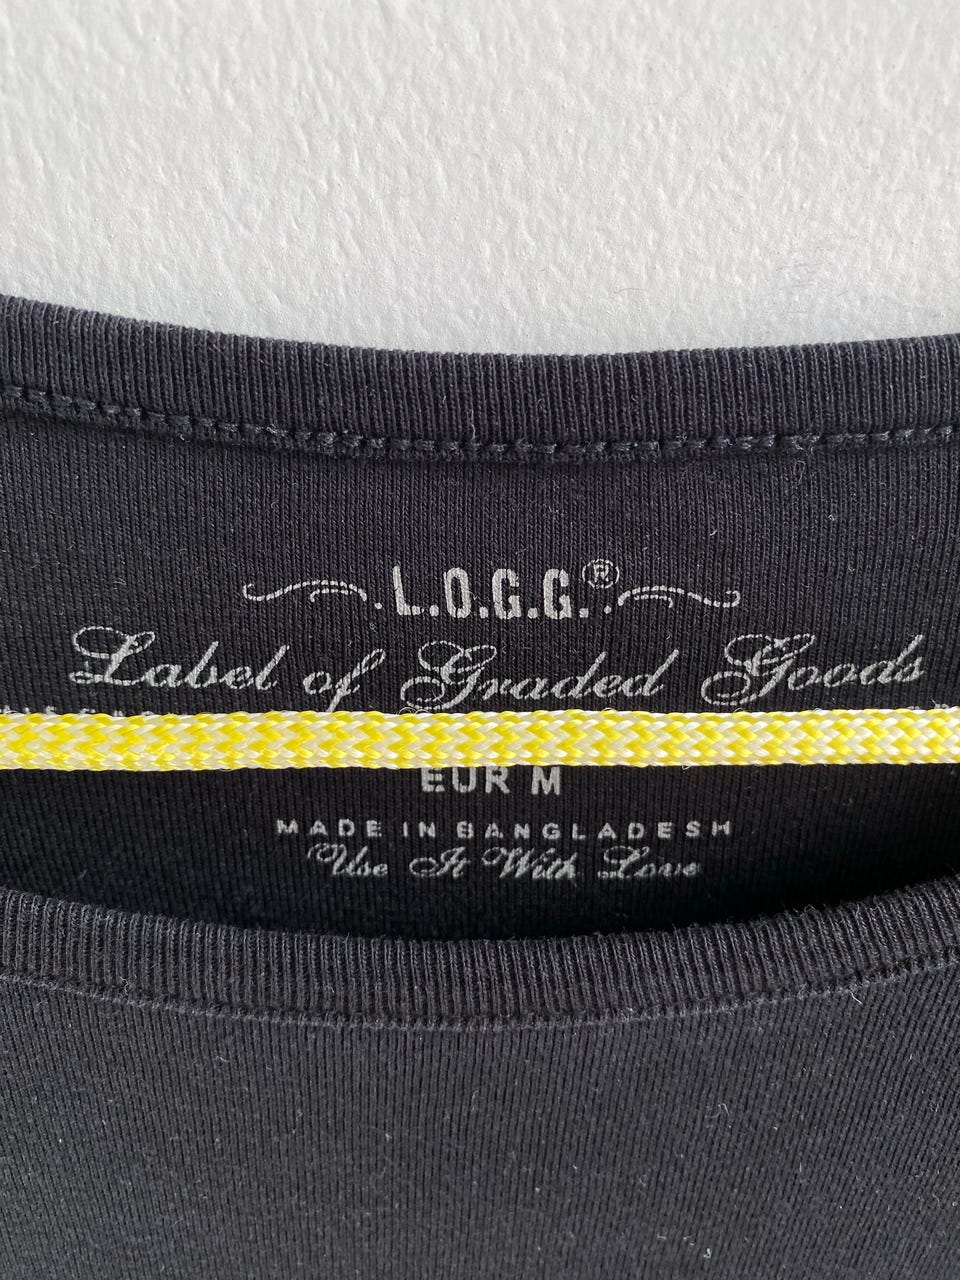 L.O.G.G.®
Label of Graded Goods
EUR M
MADE IN BANGLADESH
Use It With Love